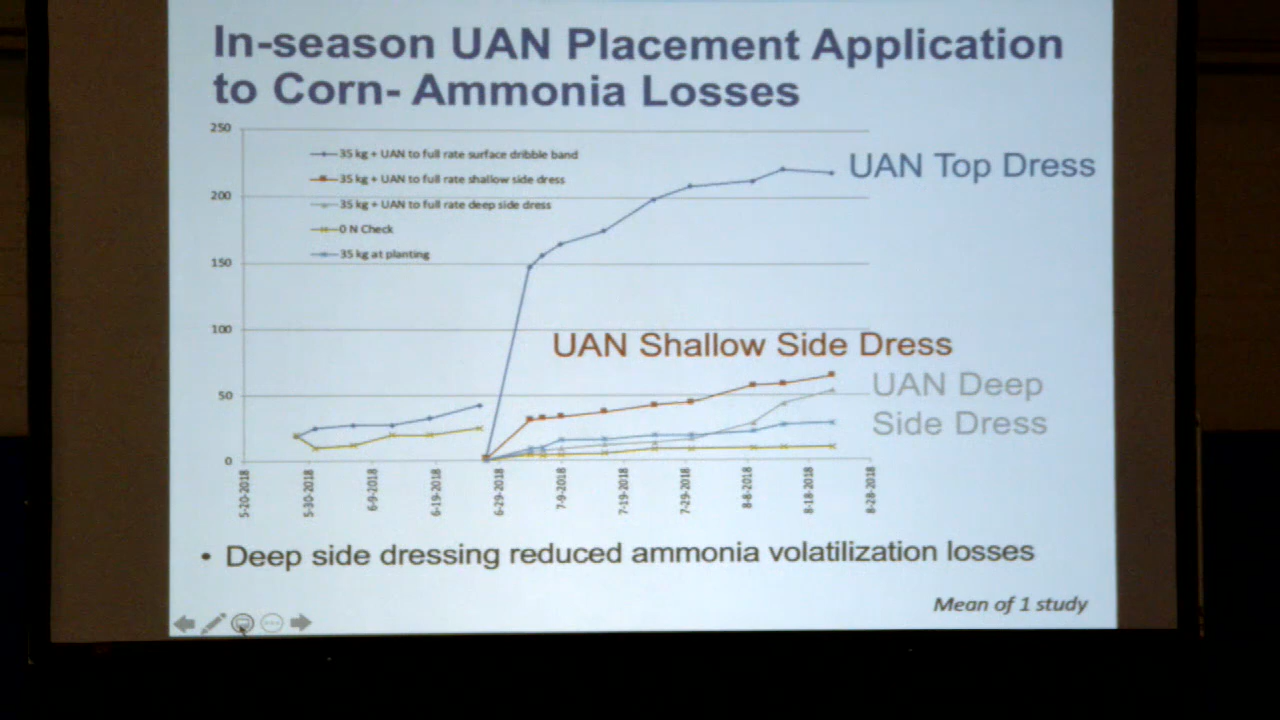 In-season UAN Placement Application
to Corn- Ammonia Losses
250
200
150
100
50
0
35 kg + UAN to full rate surface dribble band
35 kg + UAN to full rate shallow side dress
35 kg + UAN to full rate deep side dress
0 N Check
35 kg at planting
UAN Top Dress
UAN Shallow Side Dress
UAN Deep
Side Dress
5-20-2018
5-30-2018
6-9-2018
6-19-2018
6-29-2018
7-9-2018
7-19-2018
7-29-2018
8-8-2018
8-18-2018
8-28-2018
• Deep side dressing reduced ammonia volatilization losses
Mean of 1 study